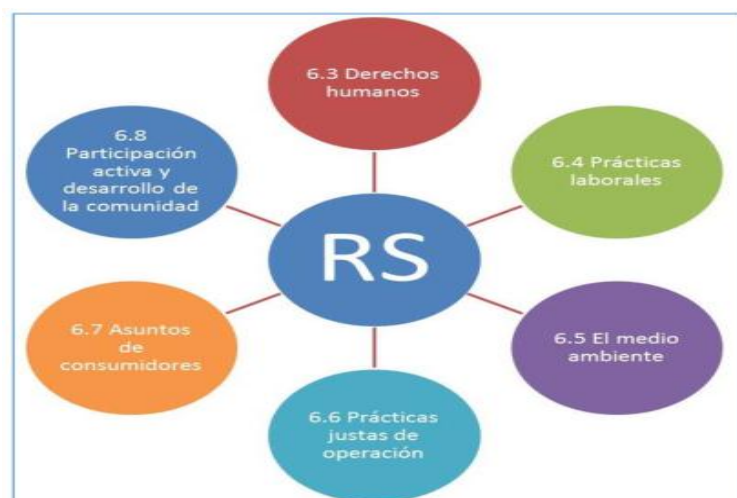 6.3 Derechos
humanos
6.8
Participación
activa y
desarrollo de
la comunidad
6.4 Prácticas
laborales
RS
6.7 Asuntos
de
consumidores
6.5 El medio
ambiente
6.6 Prácticas
justas de
operación